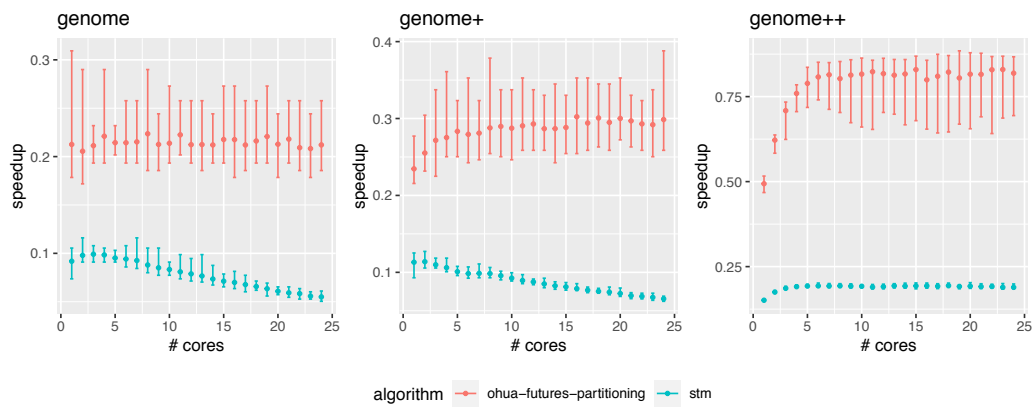 genome
genome+
genome++
speedup
0.3
0.2
0.1
0 5 10 15 20 25
# cores
speedup
0.4
0.3
0.2
0.1
0 5 10 15 20 25
# cores
speedup
0.75
0.50
0.25
0 5 10 15 20 25
# cores
algorithm ohua−futures−partitioning stm